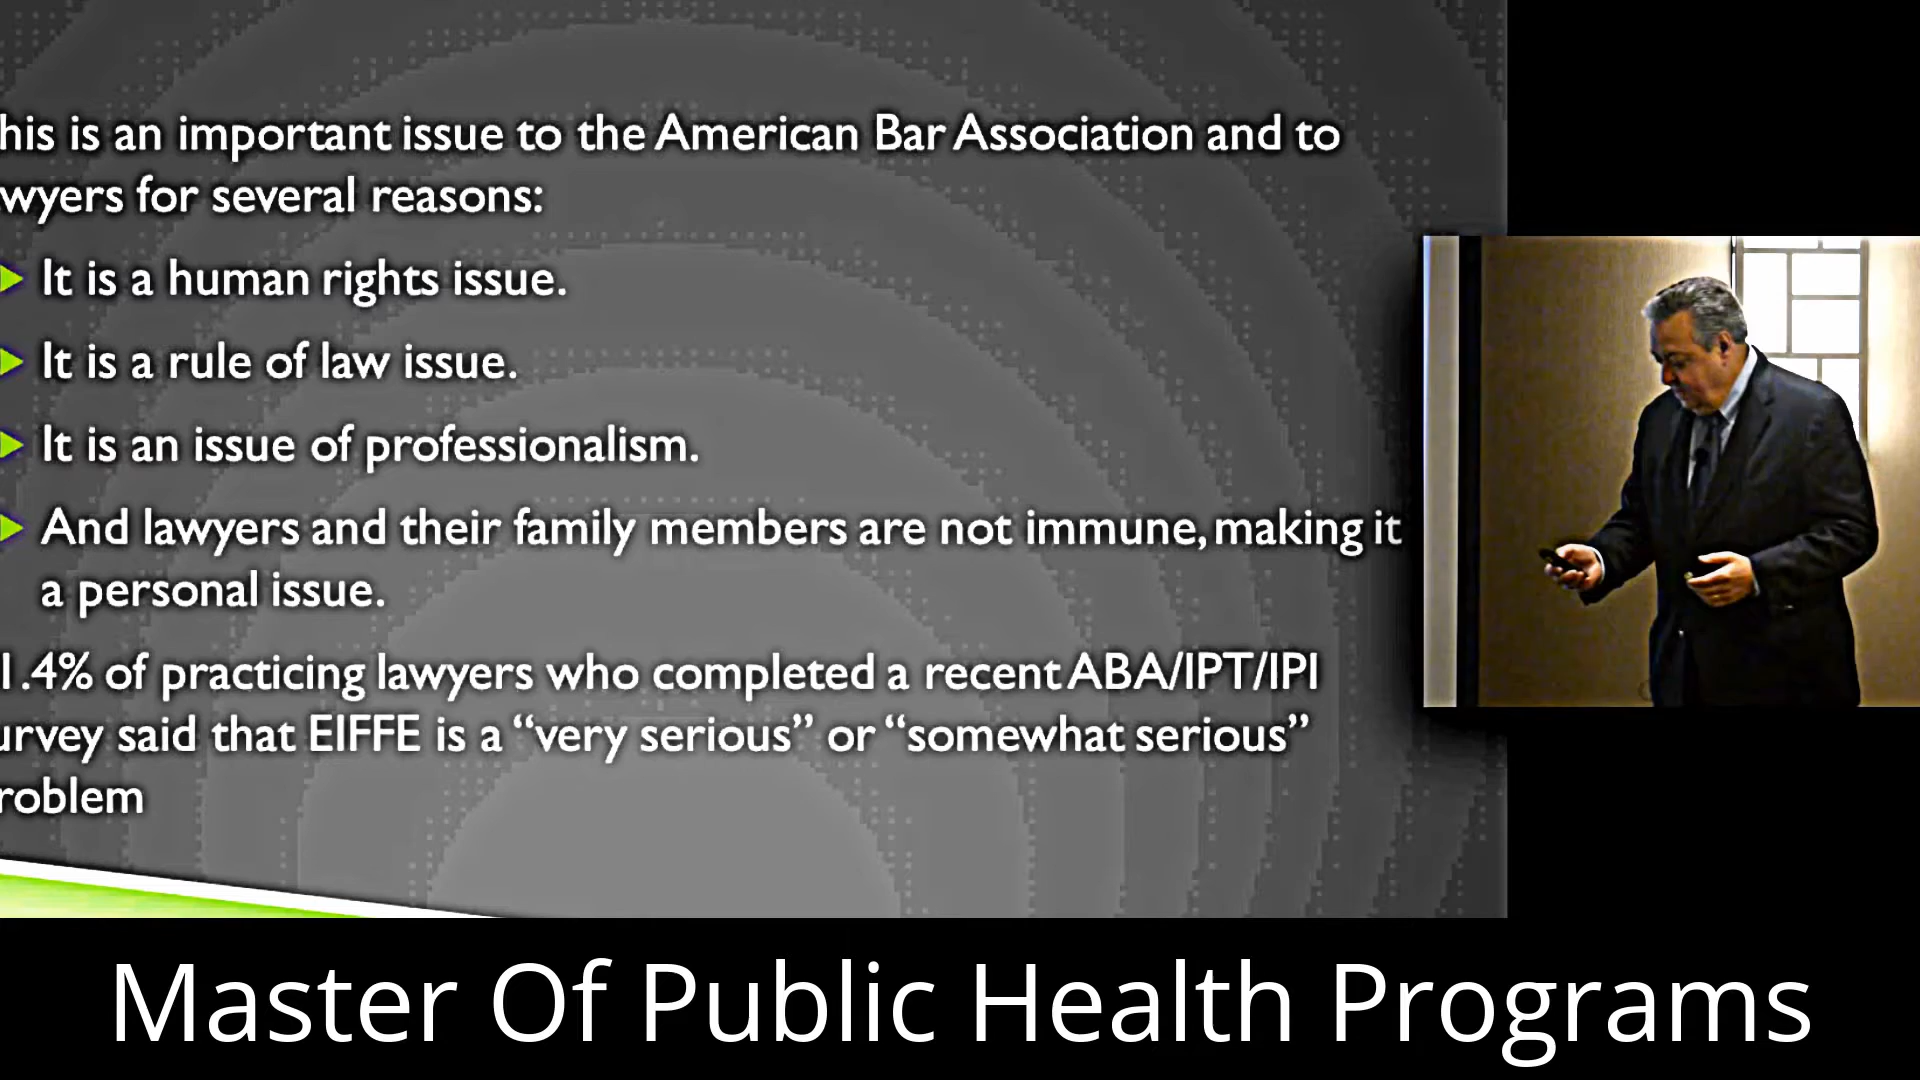 his is an important issue to the American Bar Association and to
wyers for several reasons:
It is a human rights issue.
It is a rule of law issue.
It is an issue of professionalism.
And lawyers and their family members are not immune, making it
a personal issue.
1.4% of practicing lawyers who completed a recent ABA/IPT/IPI
urvey said that EIFFE is a “very serious” or “somewhat serious”
roblem
Master Of Public Health Programs